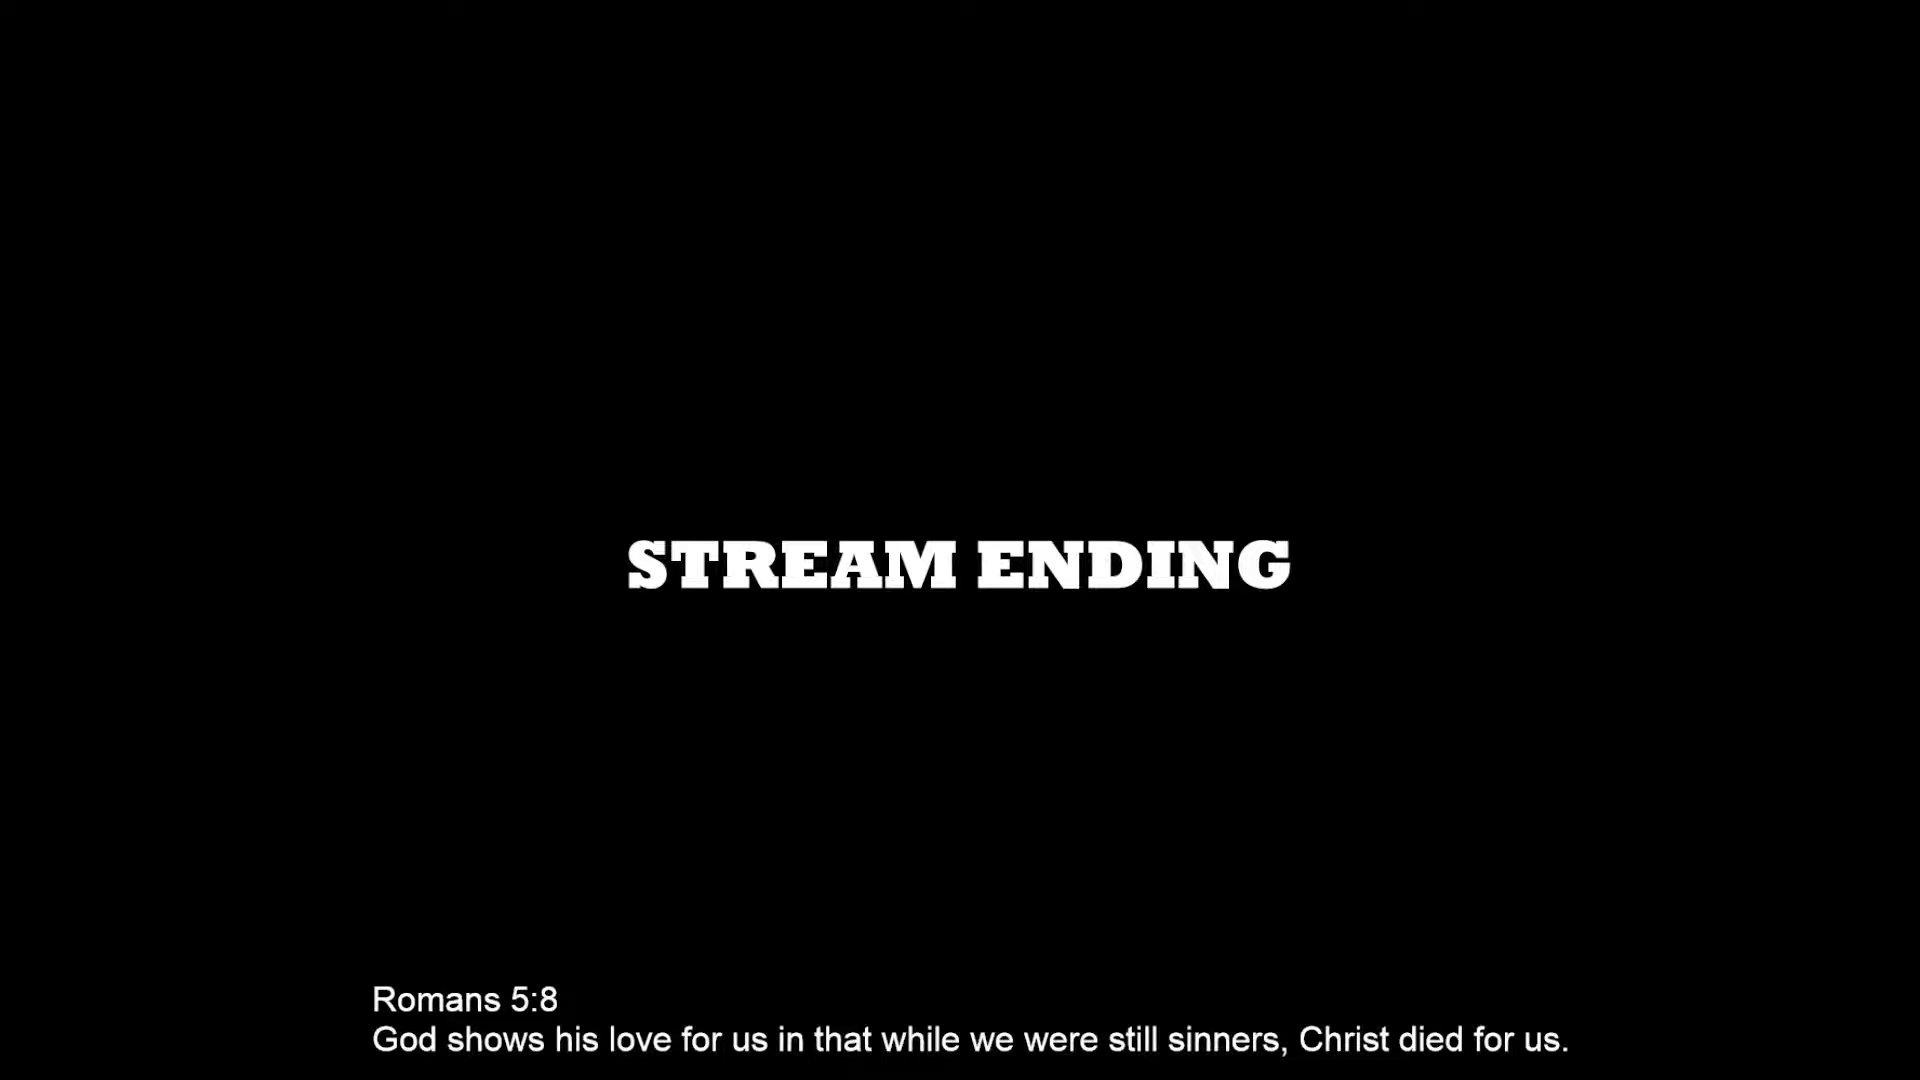 STREAM ENDING
Romans 5:8
God shows his love for us in that while we were still sinners, Christ died for us.